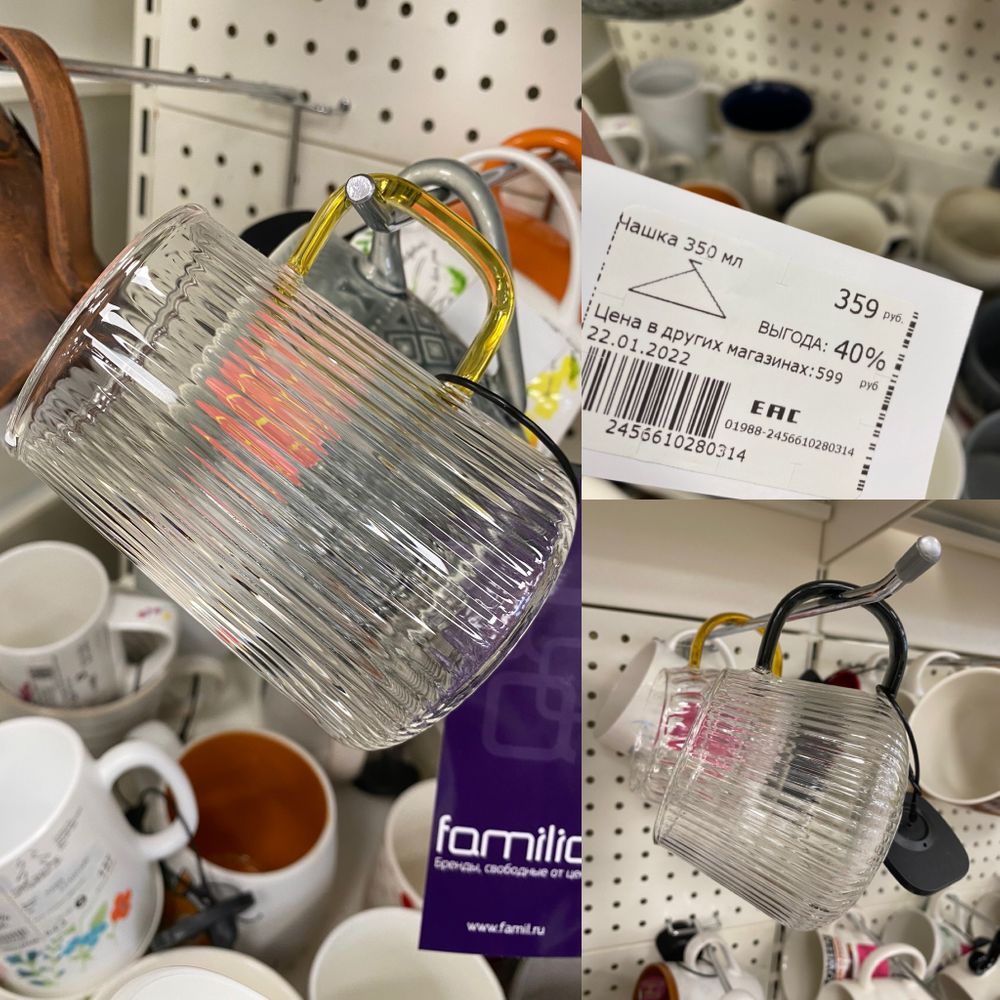 Чашка 350 мл
359 руб.
ВЫГОДА: 40%
Цена в других магазинах: 599 руб
22.01.2022
EAC
01988-2456610280314
2456610280314
familia
Бренды, свободные от це
www.famil.ru